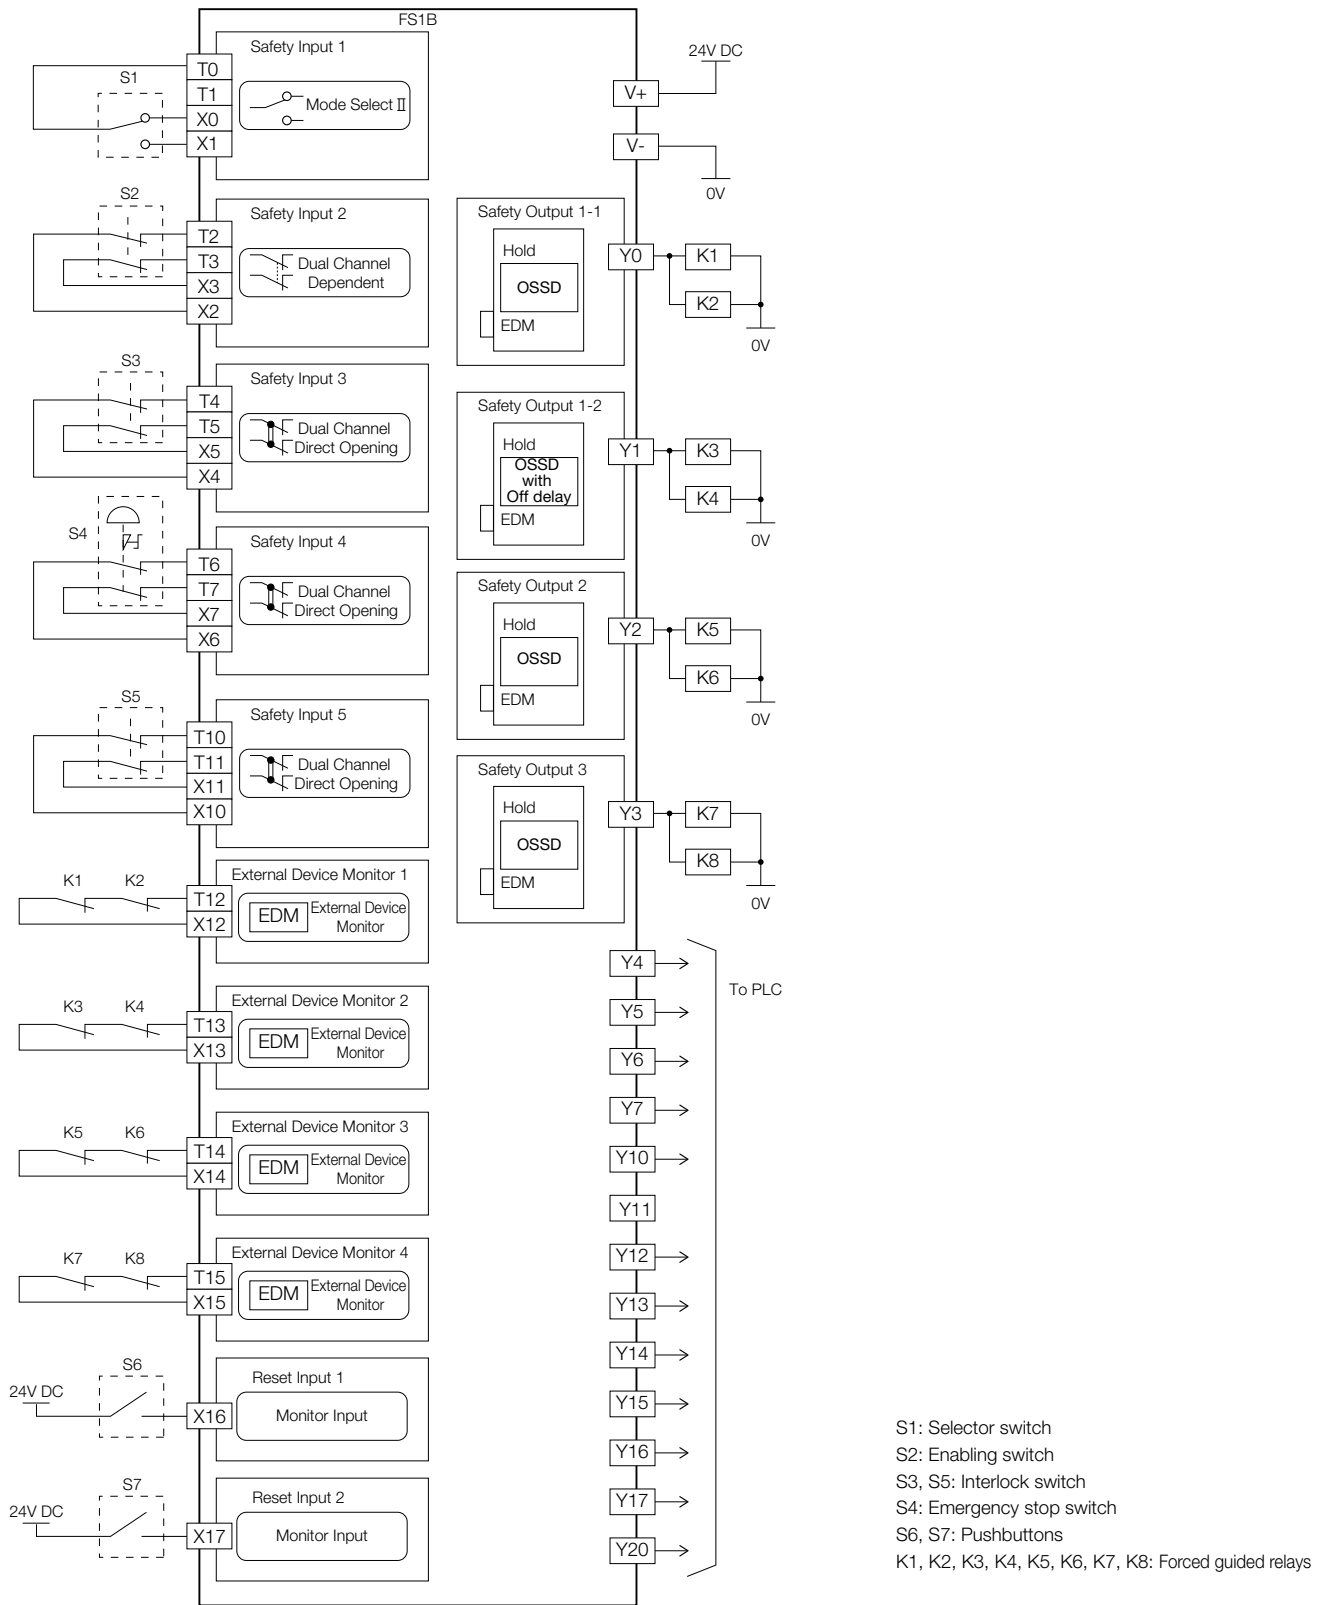 FS1B
Safety Input 1
T0
T1
X0
X1
S1
Mode Select Ⅱ
S2
Safety Input 2
T2
T3
X3
X2
Dual Channel
Dependent
S3
Safety Input 3
T4
T5
X5
X4
Dual Channel
Direct Opening
S4
Safety Input 4
T6
T7
X7
X6
Dual Channel
Direct Opening
S5
Safety Input 5
T10
T11
X11
X10
Dual Channel
Direct Opening
K1 K2
External Device Monitor 1
T12
X12
EDM
External Device
Monitor
K3 K4
External Device Monitor 2
T13
X13
EDM
External Device
Monitor
K5 K6
External Device Monitor 3
T14
X14
EDM
External Device
Monitor
K7 K8
External Device Monitor 4
T15
X15
EDM
External Device
Monitor
S6
24V DC
X16
Reset Input 1
Monitor Input
S7
24V DC
X17
Reset Input 2
Monitor Input
24V DC
V+
V-
0V
Safety Output 1-1
Hold
OSSD
EDM
Y0
K1
K2
0V
Safety Output 1-2
Hold
OSSD
with
Off delay
EDM
Y1
K3
K4
0V
Safety Output 2
Hold
OSSD
EDM
Y2
K5
K6
0V
Safety Output 3
Hold
OSSD
EDM
Y3
K7
K8
0V
Y4
To PLC
Y5
Y6
Y7
Y10
Y11
Y12
Y13
Y14
Y15
Y16
Y17
Y20
S1: Selector switch
S2: Enabling switch
S3, S5: Interlock switch
S4: Emergency stop switch
S6, S7: Pushbuttons
K1, K2, K3, K4, K5, K6, K7, K8: Forced guided relays